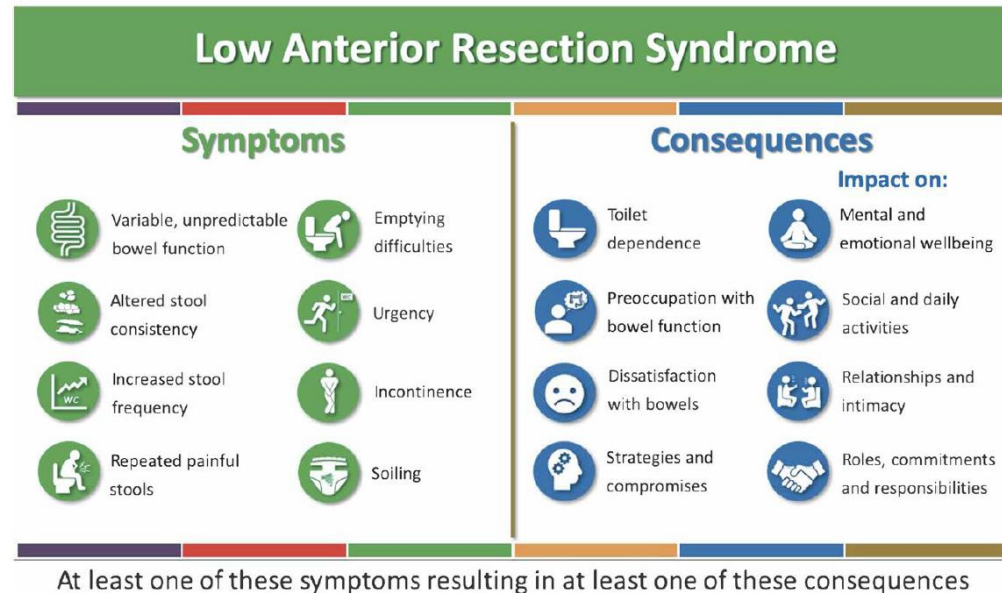 Low Anterior Resection Syndrome
Symptoms
Variable, unpredictable
bowel function
Altered stool
consistency
Increased stool
frequency
WC
Repeated painful
stools
Emptying
difficulties
Urgency
Incontinence
Soiling
Consequences
Impact on:
Toilet
dependence
Preoccupation with
bowel function
Dissatisfaction
with bowels
Strategies and
compromises
Mental and
emotional wellbeing
Social and daily
activities
Relationships and
intimacy
Roles, commitments
and responsibilities
At least one of these symptoms resulting in at least one of these consequences